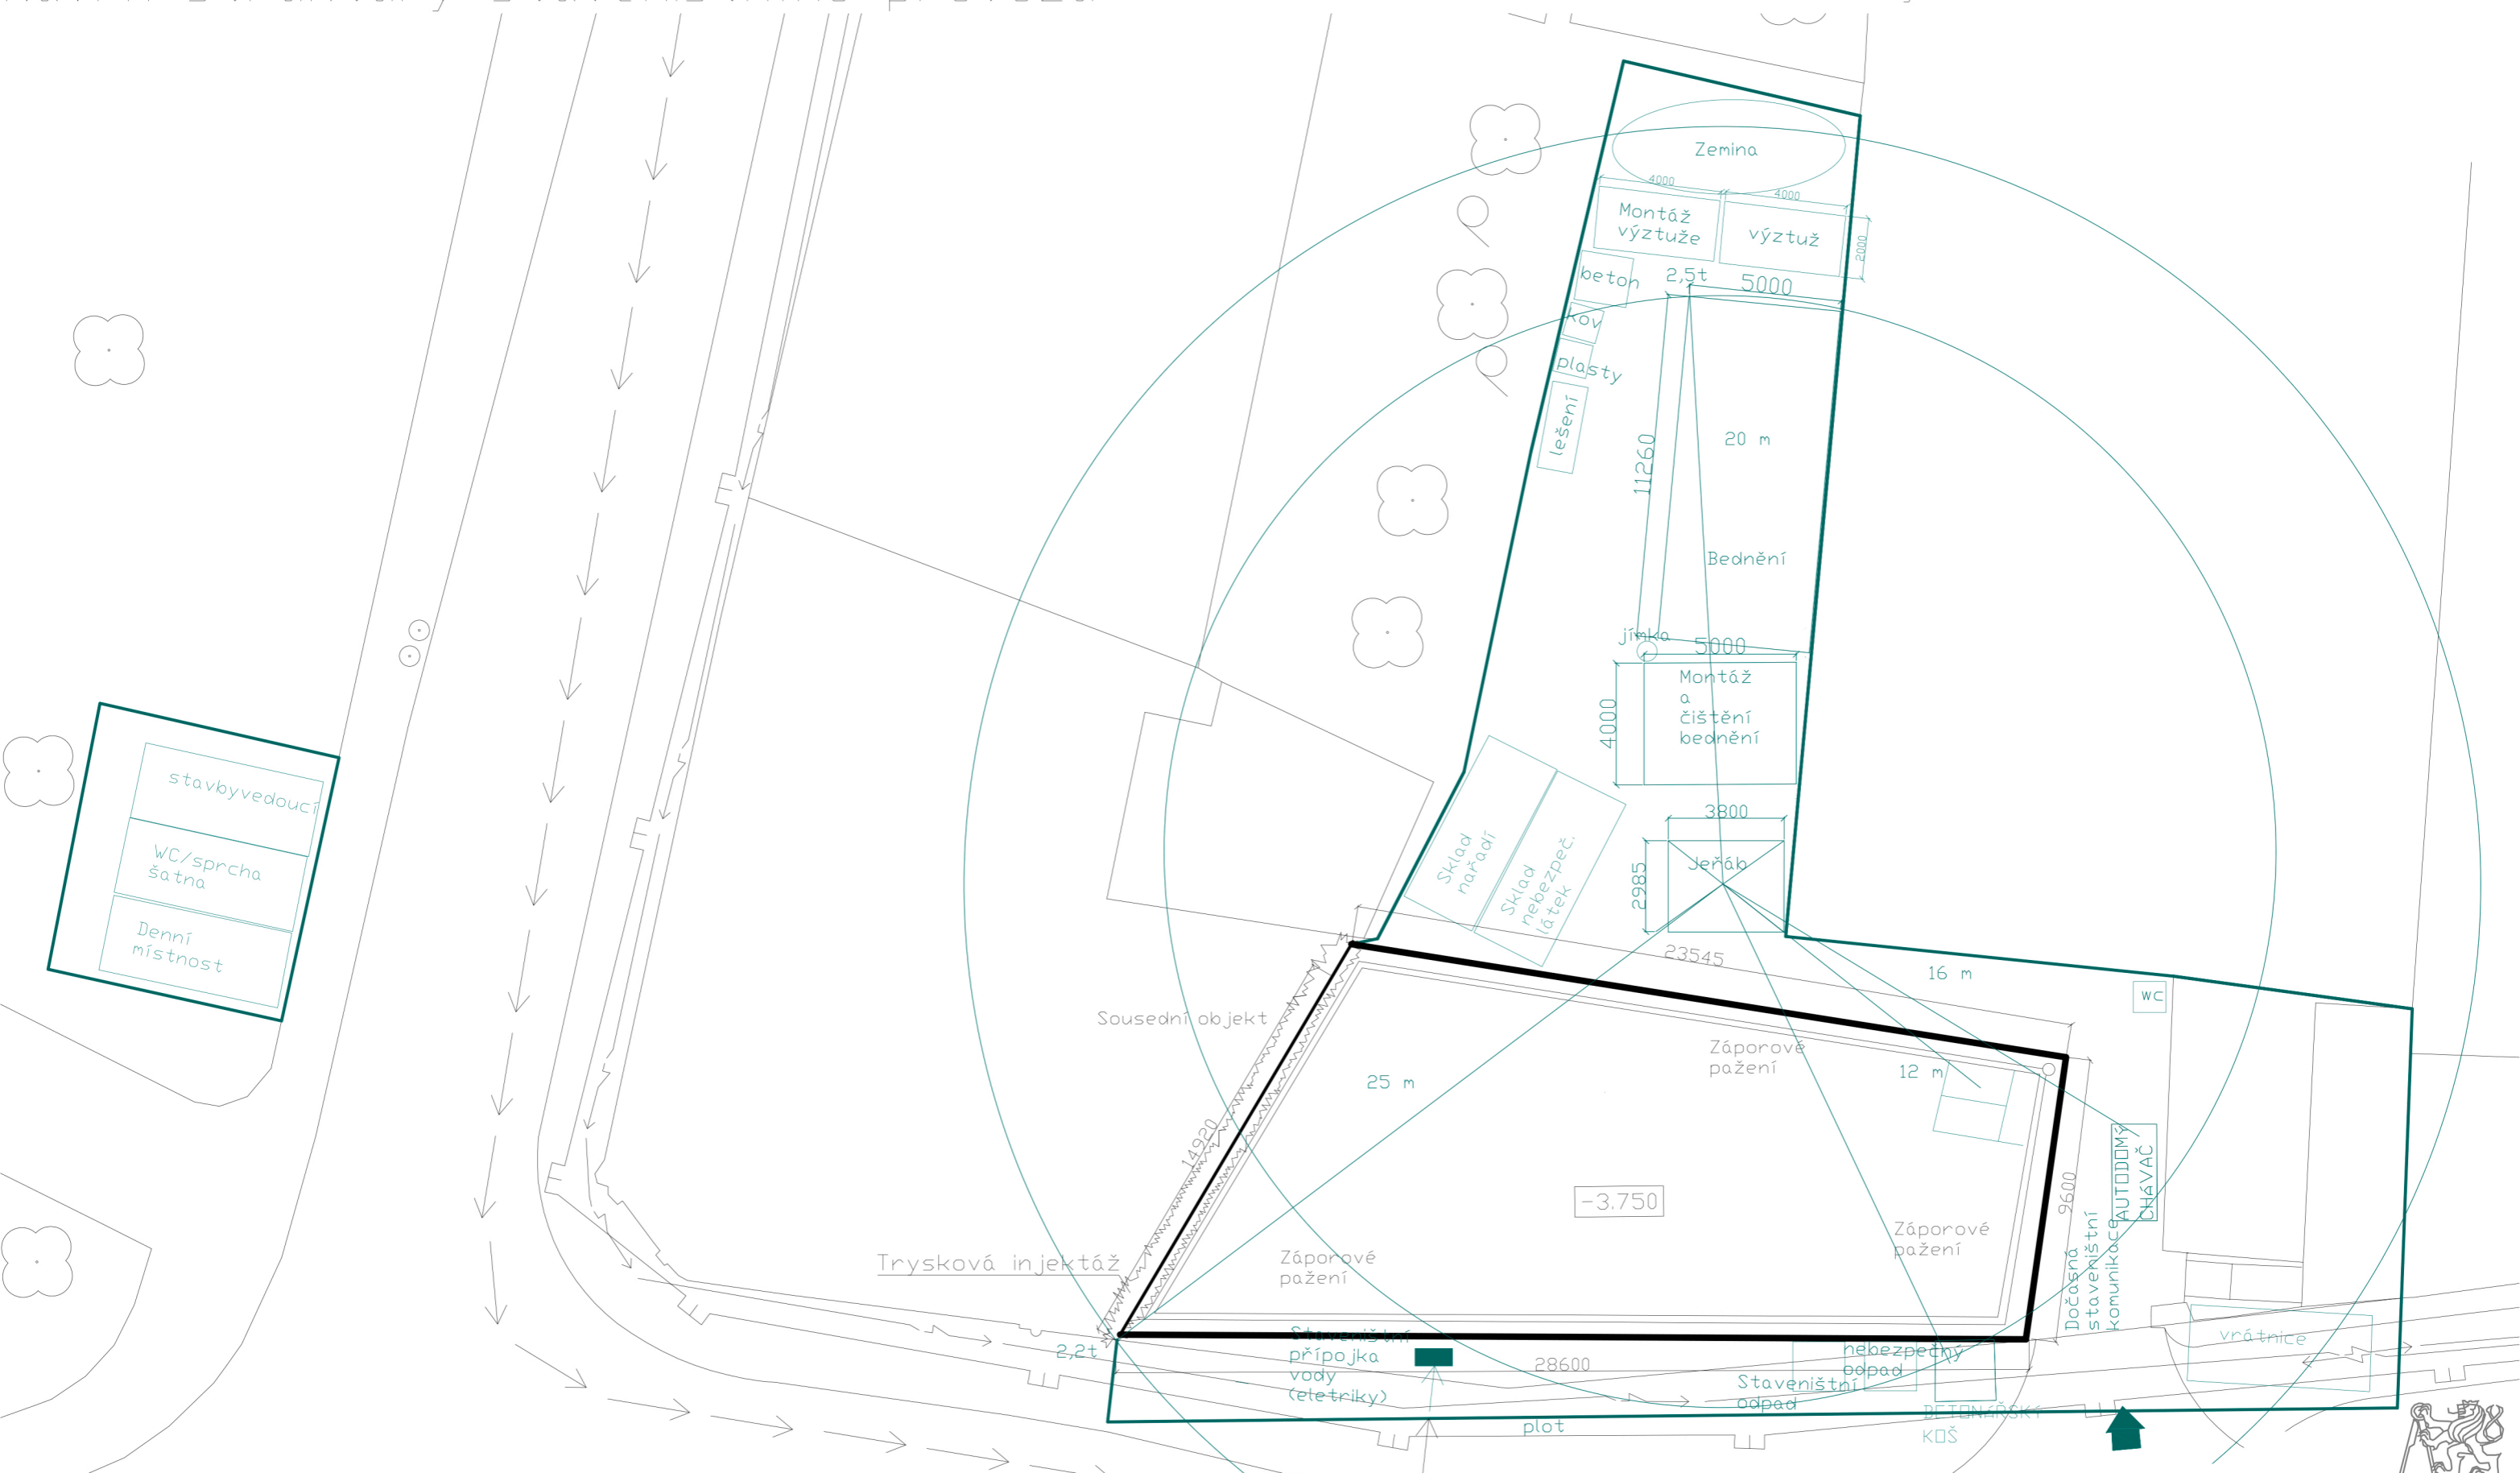 Zemina
4000
4000
Montáž
výztuže
výztuž
2000
beton
2,5t
5000
kov
plasty
lešení
11260
20 m
Bednění
jímka
5000
Montáž
a
čištění
bednění
4000
stavbyvedoucí
WC/sprcha
šatna
Denní
místnost
Sklad
nářadí
Sklad
nebezpeč.
látek
3800
Jeřáb
2985
23545
16 m
WC
Sousední objekt
Záporové
pažení
25 m
12 m
14920
AUTODOMÝ
CHÁVAČ
9600
-3.750
Záporové
pažení
Záporové
pažení
Trysková injektáž
Dočasná
staveništní
komunikace
2,2t
Staveništní
přípojka
vody
(eletriky)
28600
nebezpečný
odpad
Staveništní
odpad
vrátnice
plot
BETONÁŘSKÝ
KOŠ